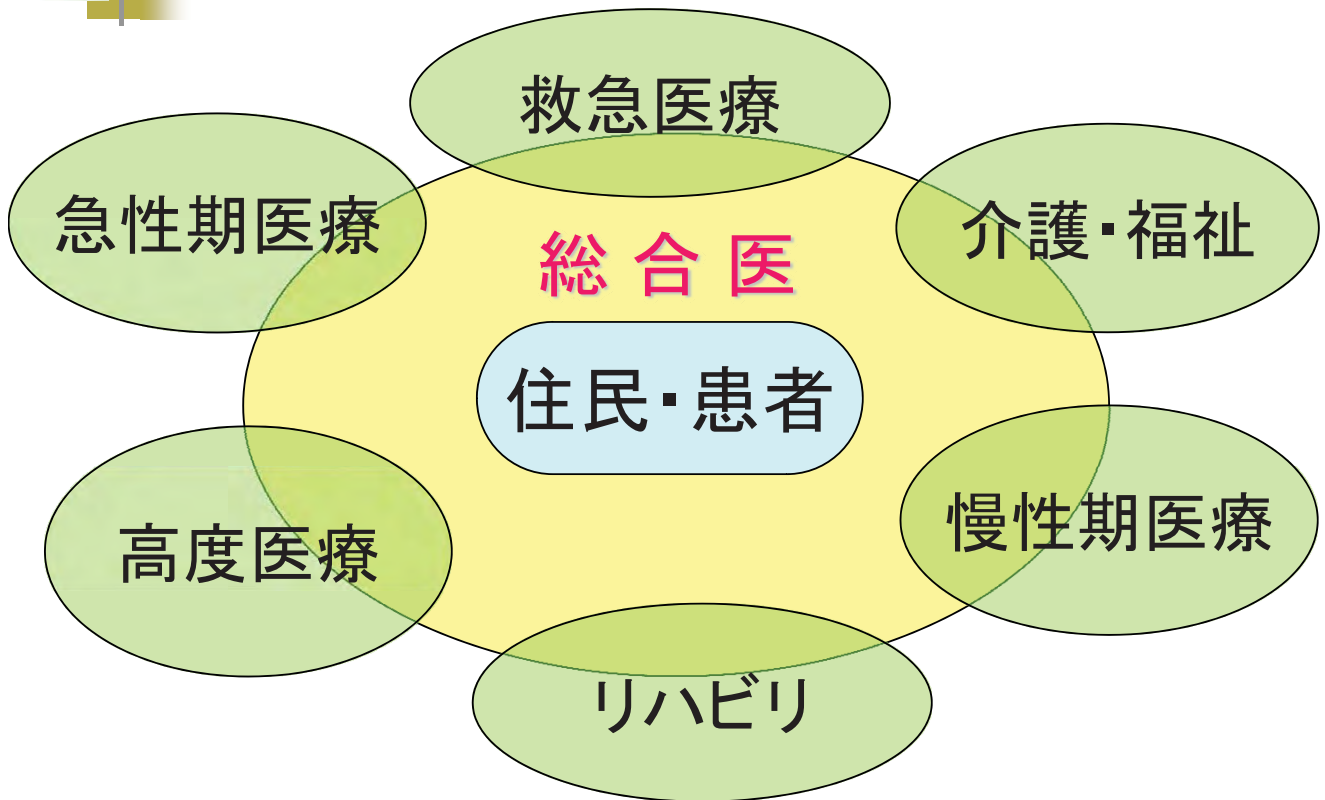 救急医療
急性期医療
介護・福祉
総合医
住民・患者
高度医療
慢性期医療
リハビリ